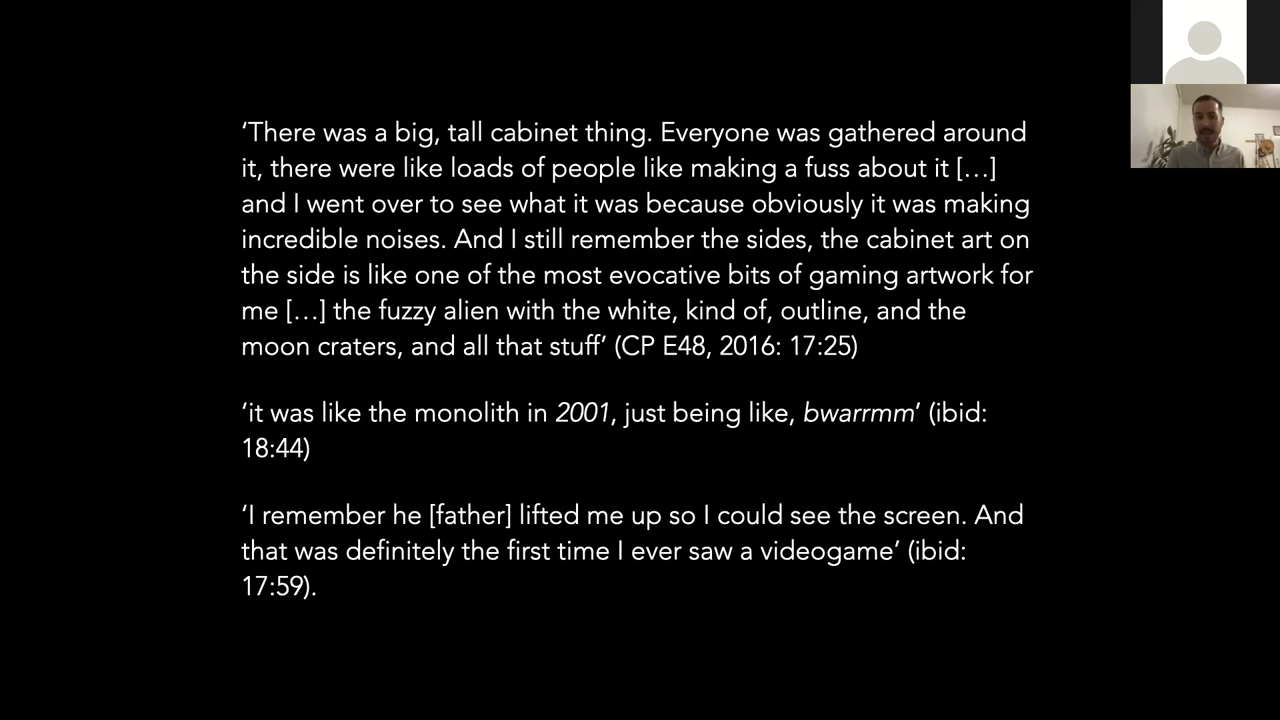 ‘There was a big, tall cabinet thing. Everyone was gathered around
it, there were like loads of people like making a fuss about it […]
and I went over to see what it was because obviously it was making
incredible noises. And I still remember the sides, the cabinet art on
the side is like one of the most evocative bits of gaming artwork for
me […] the fuzzy alien with the white, kind of, outline, and the
moon craters, and all that stuff’ (CP E48, 2016: 17:25)
‘it was like the monolith in 2001, just being like, bwarrmm’ (ibid:
18:44)
‘I remember he [father] lifted me up so I could see the screen. And
that was definitely the first time I ever saw a videogame’ (ibid:
17:59).